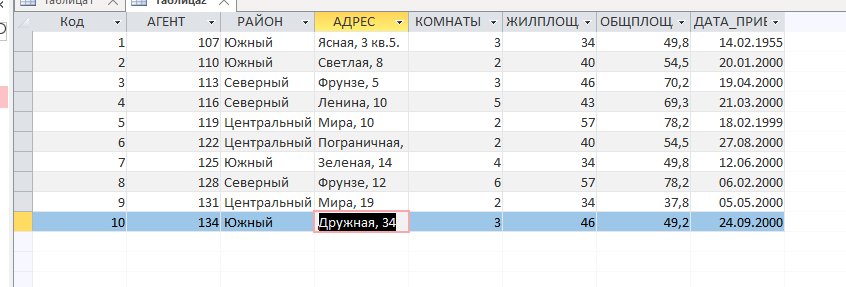 Таблица1 Таблица2
Код АГЕНТ РАЙОН АДРЕС КОМНАТЫ ЖИЛПЛОЩ ОБЩПЛОЩ ДАТА_ПРИЕ
1 107 Южный Ясная, 3 кв.5. 3 34 49,8 14.02.1955
2 110 Южный Светлая, 8 2 40 54,5 20.01.2000
3 113 Северный Фрунзе, 5 3 46 70,2 19.04.2000
4 116 Северный Ленина, 10 5 43 69,3 21.03.2000
5 119 Центральный Мира, 10 2 57 78,2 18.02.1999
6 122 Центральный Пограничная, 2 40 54,5 27.08.2000
7 125 Южный Зеленая, 14 4 34 49,8 12.06.2000
8 128 Северный Фрунзе, 12 6 57 78,2 06.02.2000
9 131 Центральный Мира, 19 2 34 37,8 05.05.2000
10 134 Южный Дружная, 34 3 46 49,2 24.09.2000